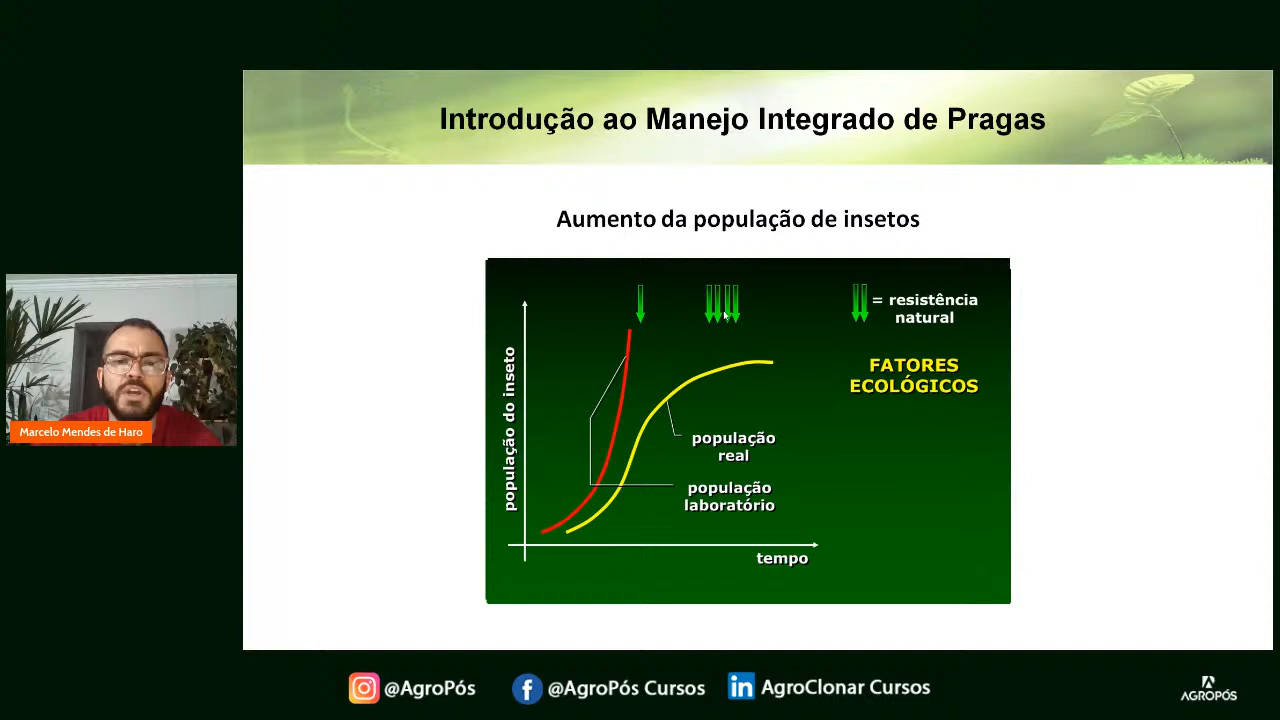 Introdução ao Manejo Integrado de Pragas
Aumento da população de insetos
= resistência
natural
FATORES
ECOLÓGICOS
população do inseto
população
real
população
laboratório
tempo
Marcelo Mendes de Haro
@AgroPós
@AgroPós Cursos
in AgroClonar Cursos
AGROPÓS